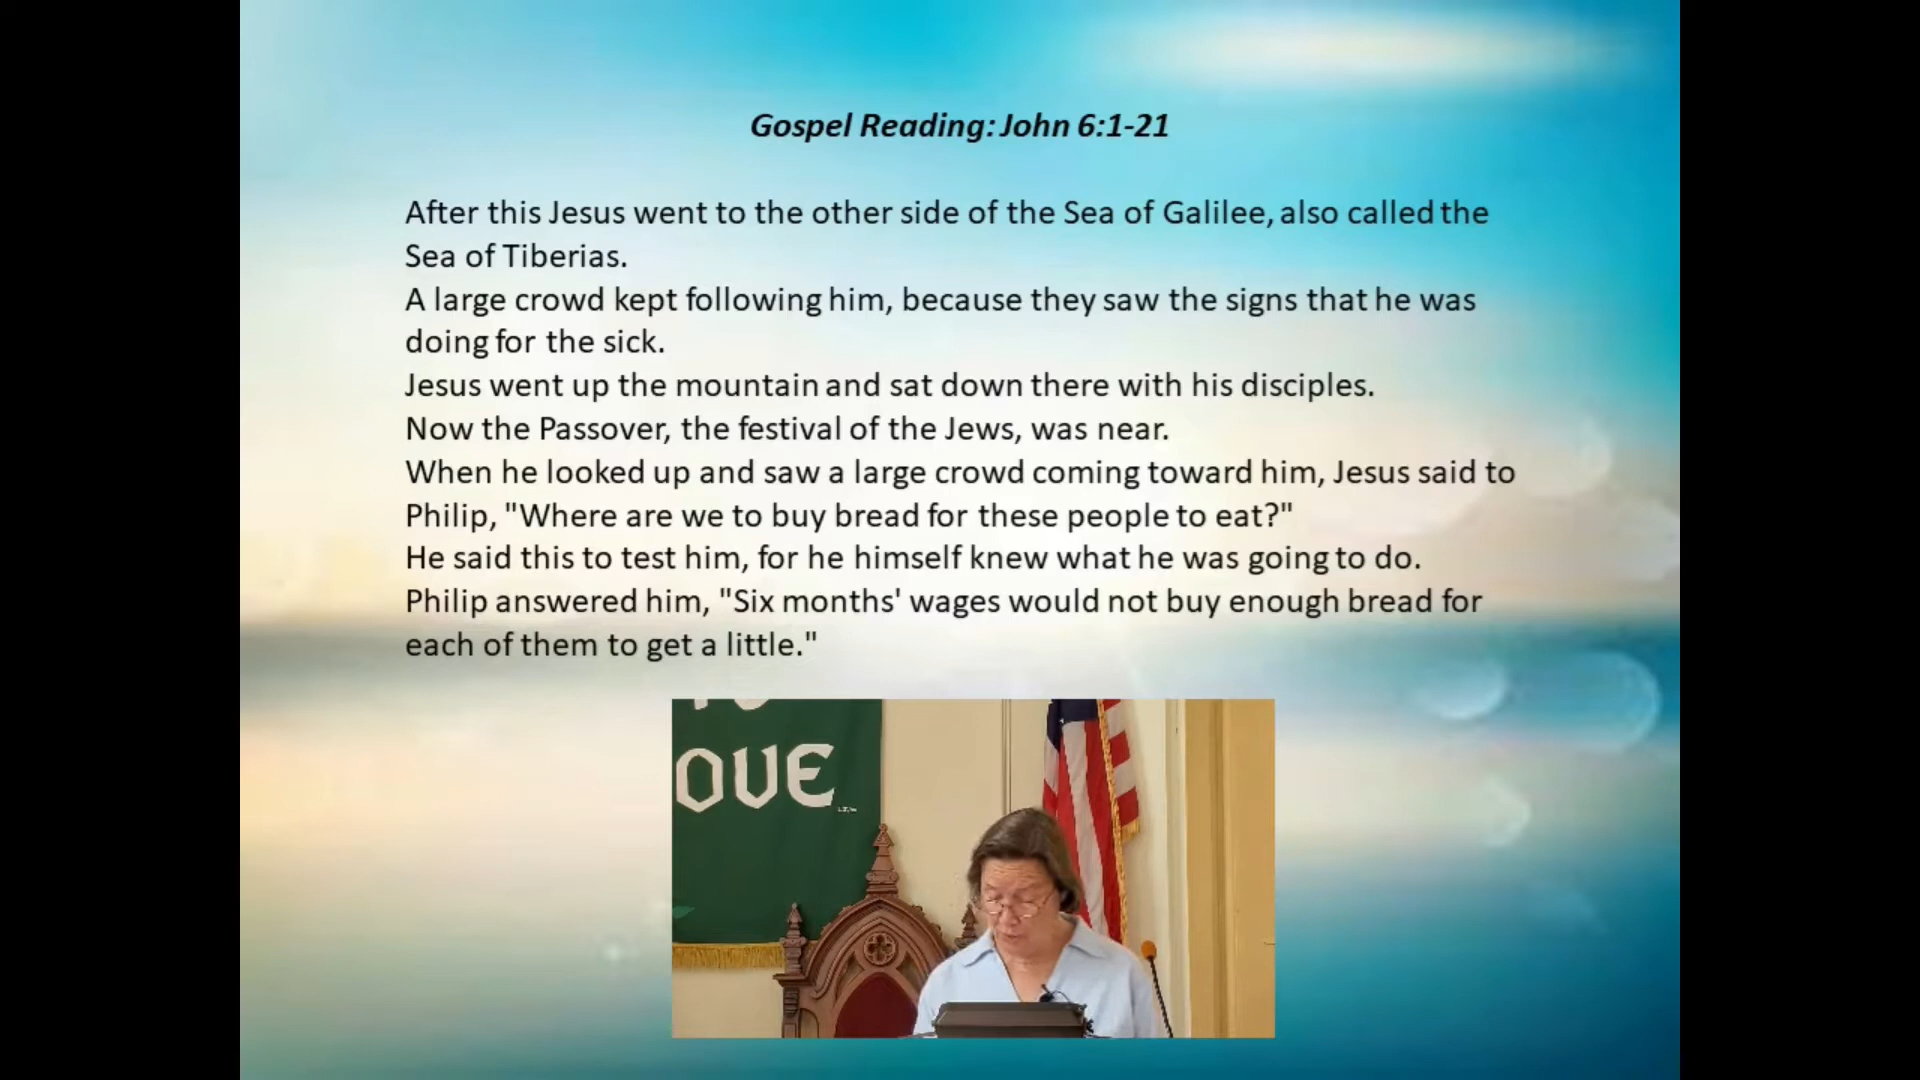 Gospel Reading: John 6:1-21
After this Jesus went to the other side of the Sea of Galilee, also called the
Sea of Tiberias.
A large crowd kept following him, because they saw the signs that he was
doing for the sick.
Jesus went up the mountain and sat down there with his disciples.
Now the Passover, the festival of the Jews, was near.
When he looked up and saw a large crowd coming toward him, Jesus said to
Philip, "Where are we to buy bread for these people to eat?"
He said this to test him, for he himself knew what he was going to do.
Philip answered him, "Six months' wages would not buy enough bread for
each of them to get a little."
OVE